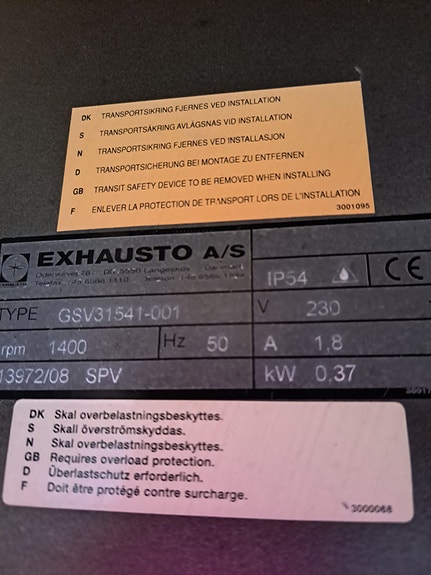 DK TRANSPORTSIKRING FJERNES VED INSTALLATION
S TRANSPORTSÄKRING AVLÄGSNAS VID INSTALLATION
N TRANSPORTSIKRING FJERNES VED INSTALLASJON
D TRANSPORTSICHERUNG BEI MONTAGE ZU ENTFERNEN
GB TRANSIT SAFETY DEVICE TO BE REMOVED WHEN INSTALLING
F ENLEVER LA PROTECTION DE TRANSPORT LORS DE L'INSTALLATION
3001095
EXHAUSTO A/S
Langeskov
Telefax
IP54 CE
TYPE GSV31541-001 V 230
rpm 1400 Hz 50 A 1,8
13972/08 SPV kW 0,37
DK Skal overbelastningsbeskyttes.
S Skall överströmskyddas.
N Skal overbelastningsbeskyttes.
GB Requires overload protection.
D Überlastschutz erforderlich.
F Doit être protégé contre surcharge.
3000068